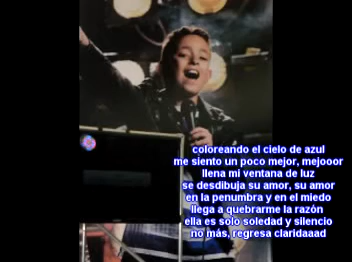 coloreando el cielo de azul
me siento un poco mejor, mejooor
llena mi ventana de luz
se desdibuja su amor, su amor
en la penumbra y en el miedo
llega a quebrarme la razón
ella es solo soledad y silencio
no más, regresa claridaaad